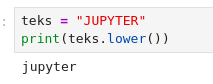 :
teks = "JUPYTER"
print(teks.lower())
jupyter